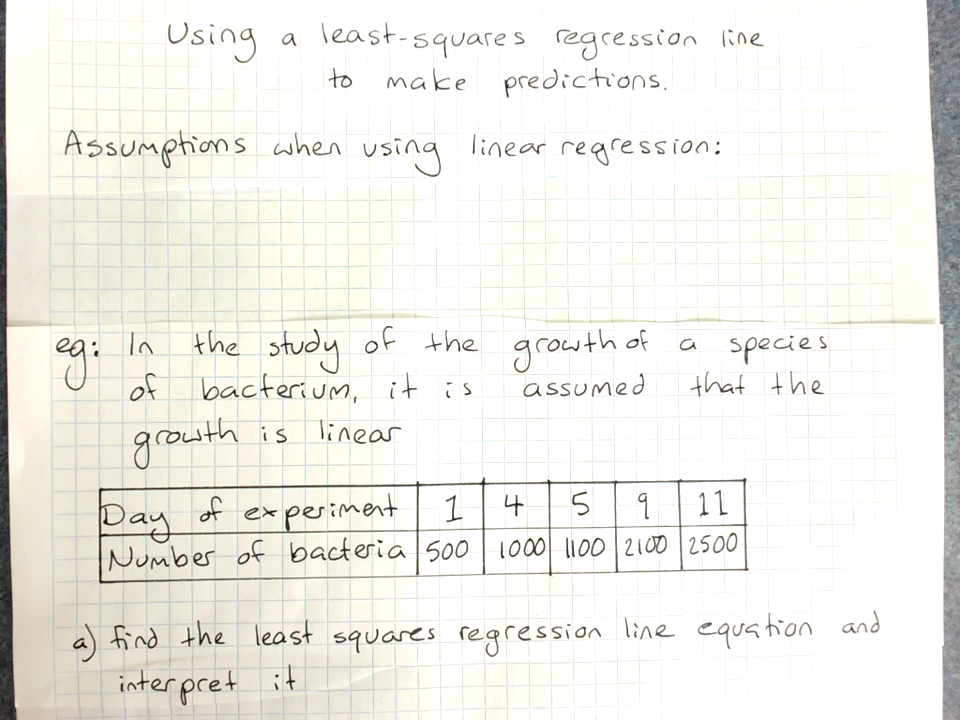 Using a least-squares regression line
to make predictions.
Assumptions when using linear regression:
eg: In the study of the growth of a species
of bacterium, it is assumed that the
growth is linear
Day of experiment 1 4 5 9 11
Number of bacteria 500 1000 1100 2100 2500
a) find the least squares regression line equation and
interpret it